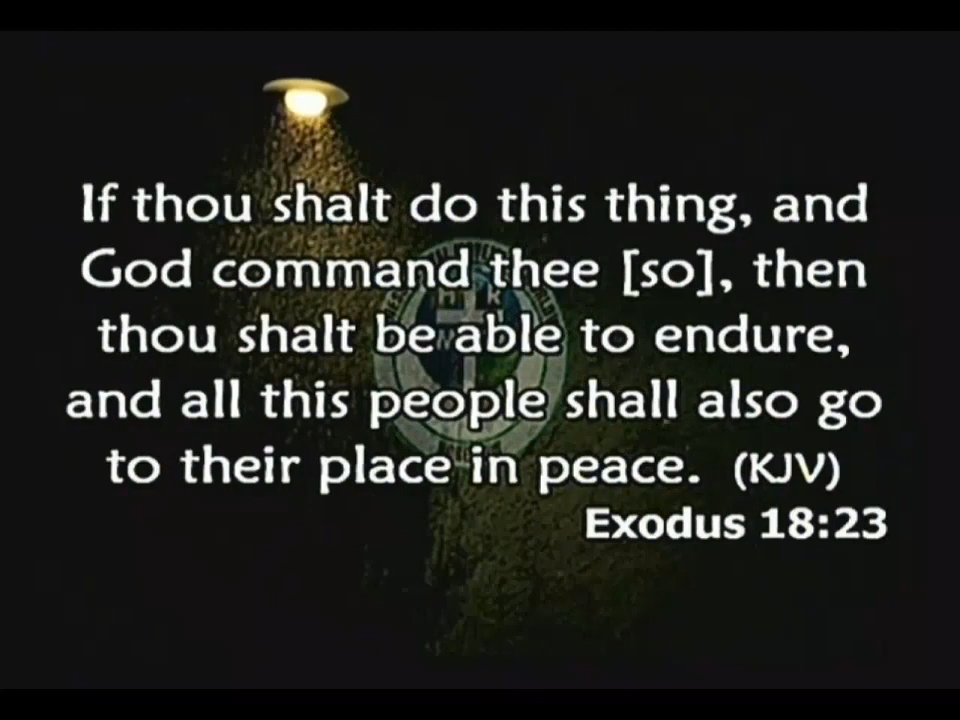 If thou shalt do this thing, and
God command thee [so], then
thou shalt be able to endure,
and all this people shall also go
to their place in peace. (KJV)
Exodus 18:23